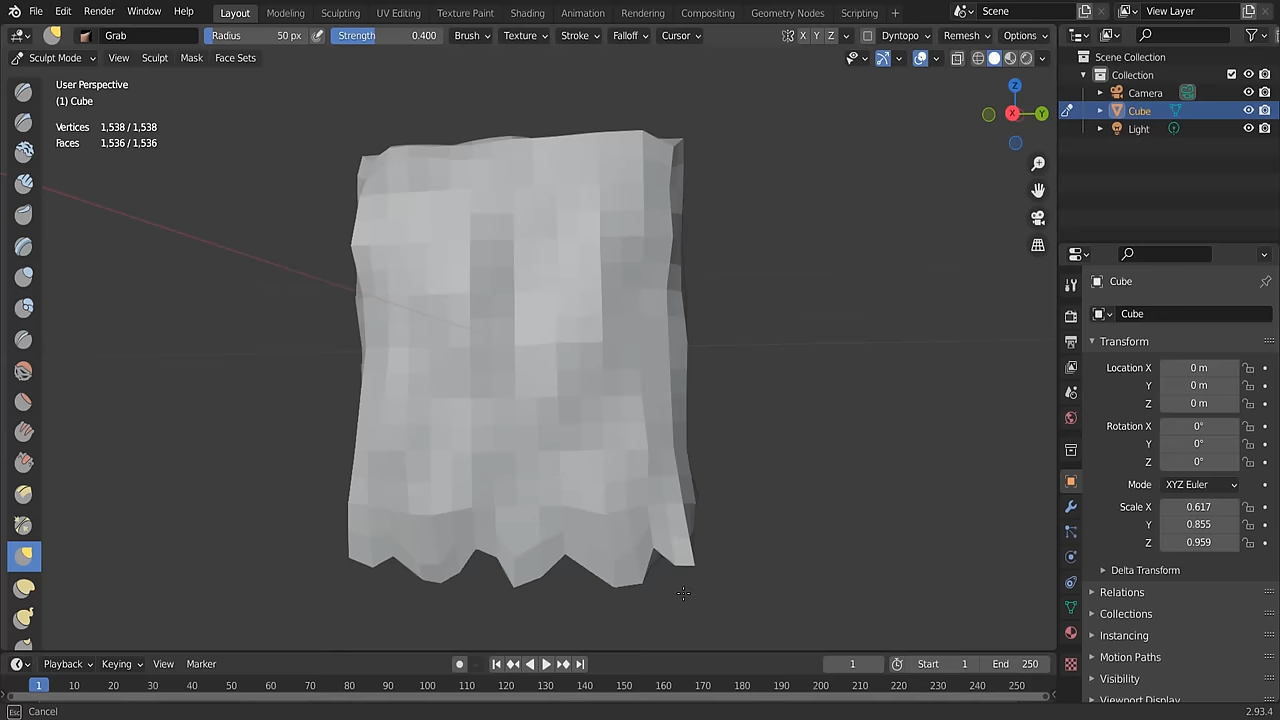 File Edit Render Window Help Layout Modeling Sculpting UV Editing Texture Paint Shading Animation Rendering Compositing Geometry Nodes Scripting + Scene View Layer
Grab Radius 50 px Strength 0.400 Brush Texture Stroke Falloff Cursor X Y Z Dyntopo Remesh Options
Sculpt Mode View Sculpt Mask Face Sets
User Perspective
(1) Cube
Vertices 1,538 / 1,538
Faces 1,536 / 1,536
Z
X
Y
Scene Collection
Collection
Camera
Cube
Light
Cube
Cube
Transform
Location X 0 m
Y 0 m
Z 0 m
Rotation X 0°
Y 0°
Z 0°
Mode XYZ Euler
Scale X 0.617
Y 0.855
Z 0.959
Delta Transform
Relations
Collections
Instancing
Motion Paths
Visibility
Viewport Display
Playback Keying View Marker 1 Start 1 End 250
1 10 20 30 40 50 60 70 80 90 100 110 120 130 140 150 160 170 180 190 200 210 220 230 240 250
Esc Cancel 2.93.4